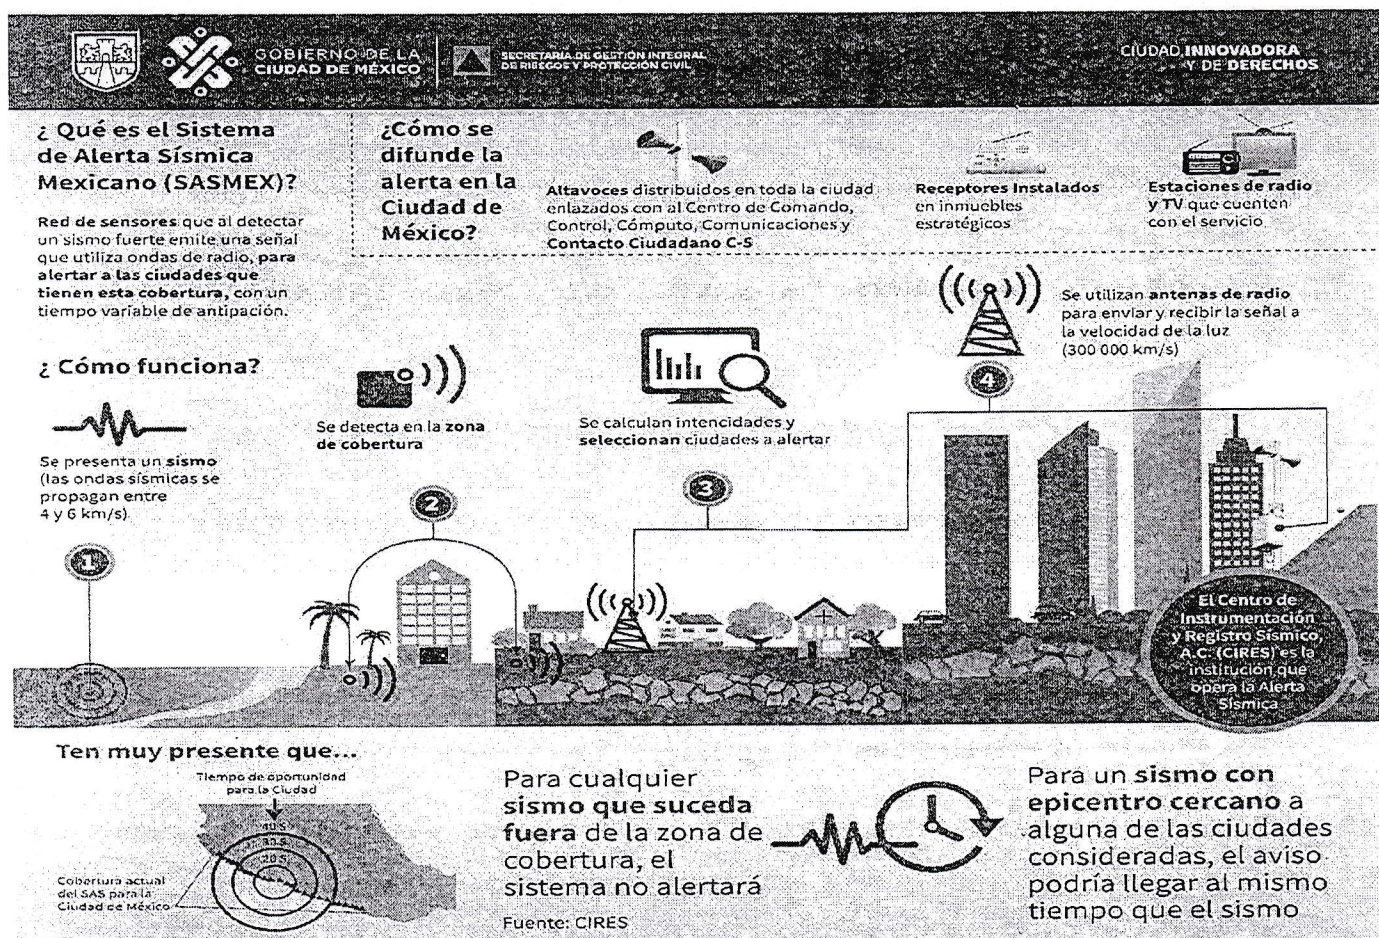 GOBIERNO DE LA
CIUDAD DE MÉXICO
SECRETARÍA DE GESTIÓN INTEGRAL
DE RIESGOS Y PROTECCIÓN CIVIL
CIUDAD INNOVADORA
Y DE DERECHOS
¿ Qué es el Sistema
de Alerta Sísmica
Mexicano (SASMEX)?
Red de sensores que al detectar
un sismo fuerte emite una señal
que utiliza ondas de radio, para
alertar a las ciudades que
tienen esta cobertura, con un
tiempo variable de antipación.
¿Cómo se
difunde la
alerta en la
Ciudad de
México?
Altavoces distribuidos en toda la ciudad
enlazados con al Centro de Comando,
Control, Cómputo, Comunicaciones y
Contacto Ciudadano C-5
Receptores Instalados
en inmuebles
estratégicos
Estaciones de radio
y TV que cuenten
con el servicio
¿ Cómo funciona?
Se presenta un sismo
(las ondas sísmicas se
propagan entre
4 y 6 km/s)
Se detecta en la zona
de cobertura
Se calculan intencidades y
seleccionan ciudades a alertar
Se utilizan antenas de radio
para enviar y recibir la señal a
la velocidad de la luz
(300 000 km/s)
1
2
3
4
El Centro de
Instrumentación
y Registro Sísmico,
A.C. (CIRES) es la
institución que
opera la Alerta
Sísmica
Ten muy presente que...
Tiempo de oportunidad
para la Ciudad
40 S
30 S
20 S
Cobertura actual
del SAS para la
Ciudad de México
Para cualquier
sismo que suceda
fuera de la zona de
cobertura, el
sistema no alertará
Fuente: CIRES
Para un sismo con
epicentro cercano a
alguna de las ciudades
consideradas, el aviso
podría llegar al mismo
tiempo que el sismo